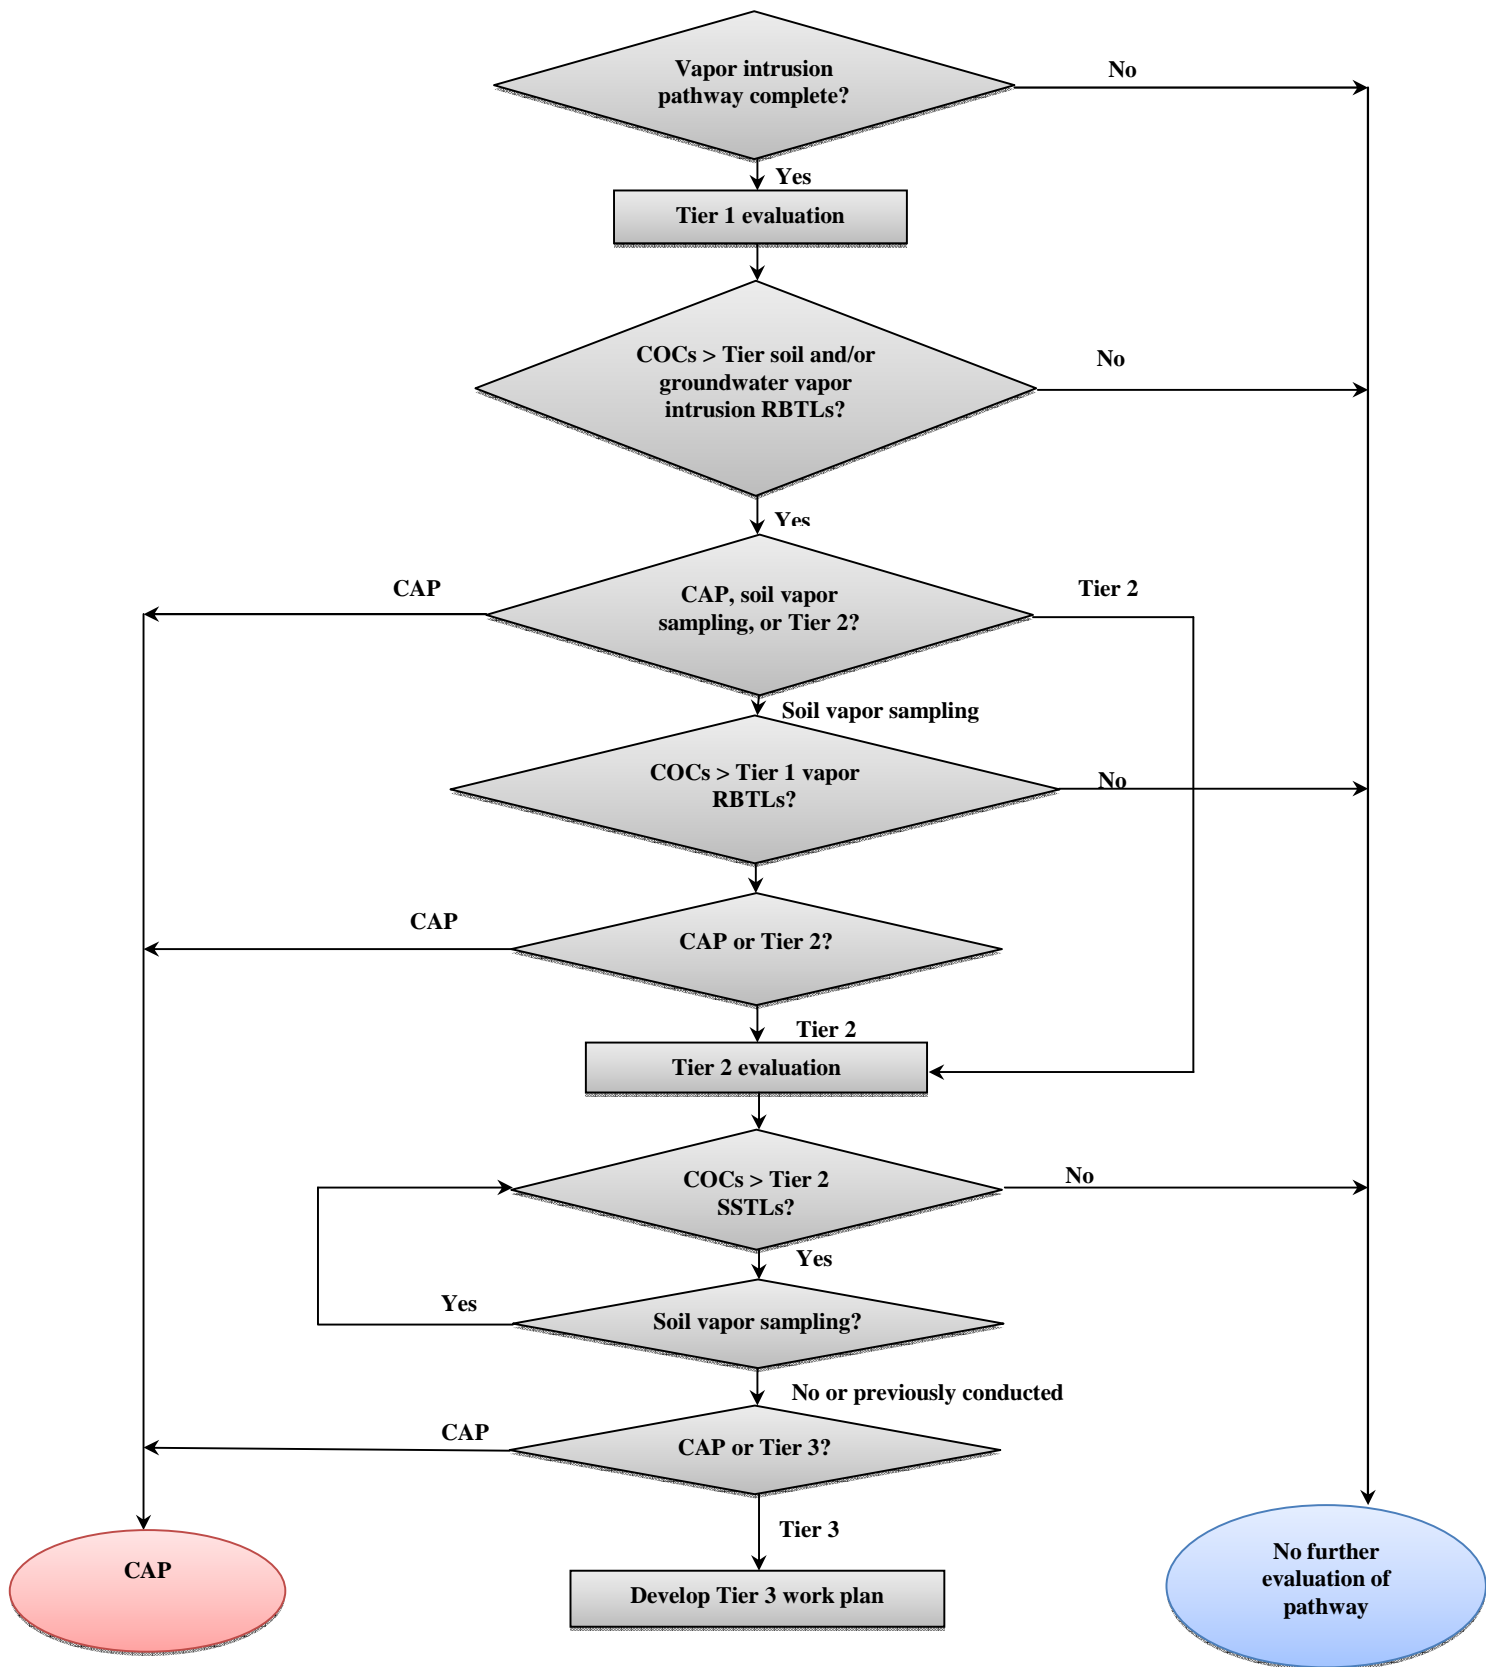 Vapor intrusion
pathway complete?
No
Yes
Tier 1 evaluation
COCs > Tier soil and/or
groundwater vapor
intrusion RBTLs?
No
Yes
CAP
CAP, soil vapor
sampling, or Tier 2?
Tier 2
Soil vapor sampling
COCs > Tier 1 vapor
RBTLs?
No
CAP
CAP or Tier 2?
Tier 2
Tier 2 evaluation
COCs > Tier 2
SSTLs?
No
Yes
Yes
Soil vapor sampling?
No or previously conducted
CAP
CAP or Tier 3?
Tier 3
CAP
Develop Tier 3 work plan
No further
evaluation of
pathway